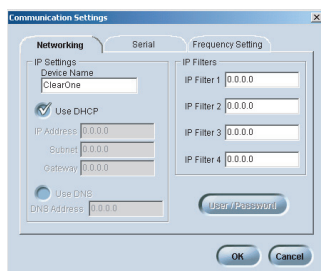 Communication Settings
Networking
Serial
Frequency Setting
IP Settings
Device Name
ClearOne
Use DHCP
IP Address 0.0.0.0
Subnet 0.0.0.0
Gateway 0.0.0.0
Use DNS
DNS Address 0.0.0.0
IP Filters
IP Filter 1 0.0.0.0
IP Filter 2 0.0.0.0
IP Filter 3 0.0.0.0
IP Filter 4 0.0.0.0
User/Password
OK
Cancel